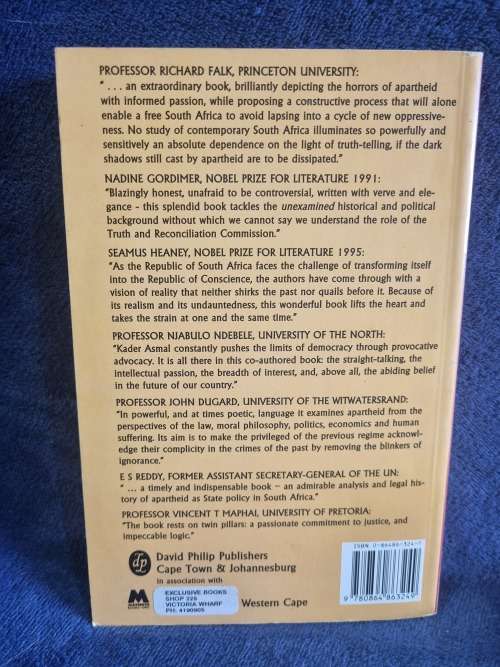 PROFESSOR RICHARD FALK, PRINCETON UNIVERSITY:
" . . . an extraordinary book, brilliantly depicting the horrors of apartheid
with informed passion, while proposing a constructive process that will alone
enable a free South Africa to avoid lapsing into a cycle of new oppressive-
ness. No study of contemporary South Africa illuminates so powerfully and
sensitively an absolute dependence on the light of truth-telling, if the dark
shadows still cast by apartheid are to be dissipated."
NADINE GORDIMER, NOBEL PRIZE FOR LITERATURE 1991:
"Blazingly honest, unafraid to be controversial, written with verve and ele-
gance – this splendid book tackles the unexamined historical and political
background without which we cannot say we understand the role of the
Truth and Reconciliation Commission."
SEAMUS HEANEY, NOBEL PRIZE FOR LITERATURE 1995:
"As the Republic of South Africa faces the challenge of transforming itself
into the Republic of Conscience, the authors have come through with a
vision of reality that neither shirks the past nor quails before it. Because of
its realism and its undauntedness, this wonderful book lifts the heart and
takes the strain at one and the same time."
PROFESSOR NJABULO NDEBELE, UNIVERSITY OF THE NORTH:
"Kader Asmal constantly pushes the limits of democracy through provocative
advocacy. It is all there in this co-authored book: the straight-talking, the
intellectual passion, the breadth of interest, and, above all, the abiding belief
in the future of our country."
PROFESSOR JOHN DUGARD, UNIVERSITY OF THE WITWATERSRAND:
"In powerful, and at times poetic, language it examines apartheid from the
perspectives of the law, moral philosophy, politics, economics and human
suffering. Its aim is to make the privileged of the previous regime acknowl-
edge their complicity in the crimes of the past by removing the blinkers of
ignorance."
E S REDDY, FORMER ASSISTANT SECRETARY-GENERAL OF THE UN:
" . . . a timely and indispensable book – an admirable analysis and legal his-
tory of apartheid as State policy in South Africa."
PROFESSOR VINCENT T MAPHAI, UNIVERSITY OF PRETORIA:
"The book rests on twin pillars: a passionate commitment to justice, and
impeccable logic."
dp
David Philip Publishers
Cape Town & Johannesburg
in association with
EXCLUSIVE BOOKS
SHOP 225
VICTORIA WHARF
PH: 4190905
Western Cape
ISBN 0-86486-324-7
9 780864 863249